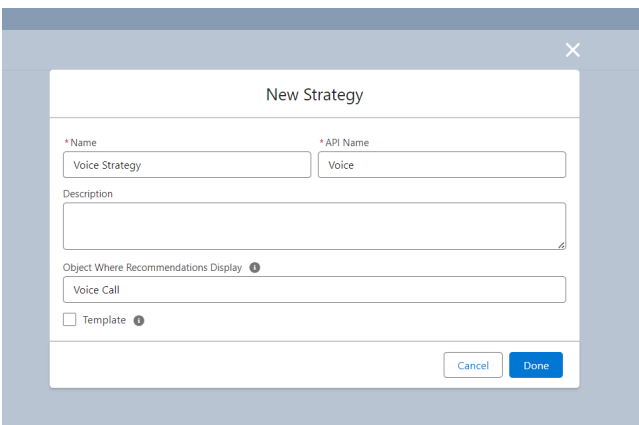 New Strategy
* Name
* API Name
Voice Strategy
Voice
Description
Object Where Recommendations Display
Voice Call
Template
Cancel
Done